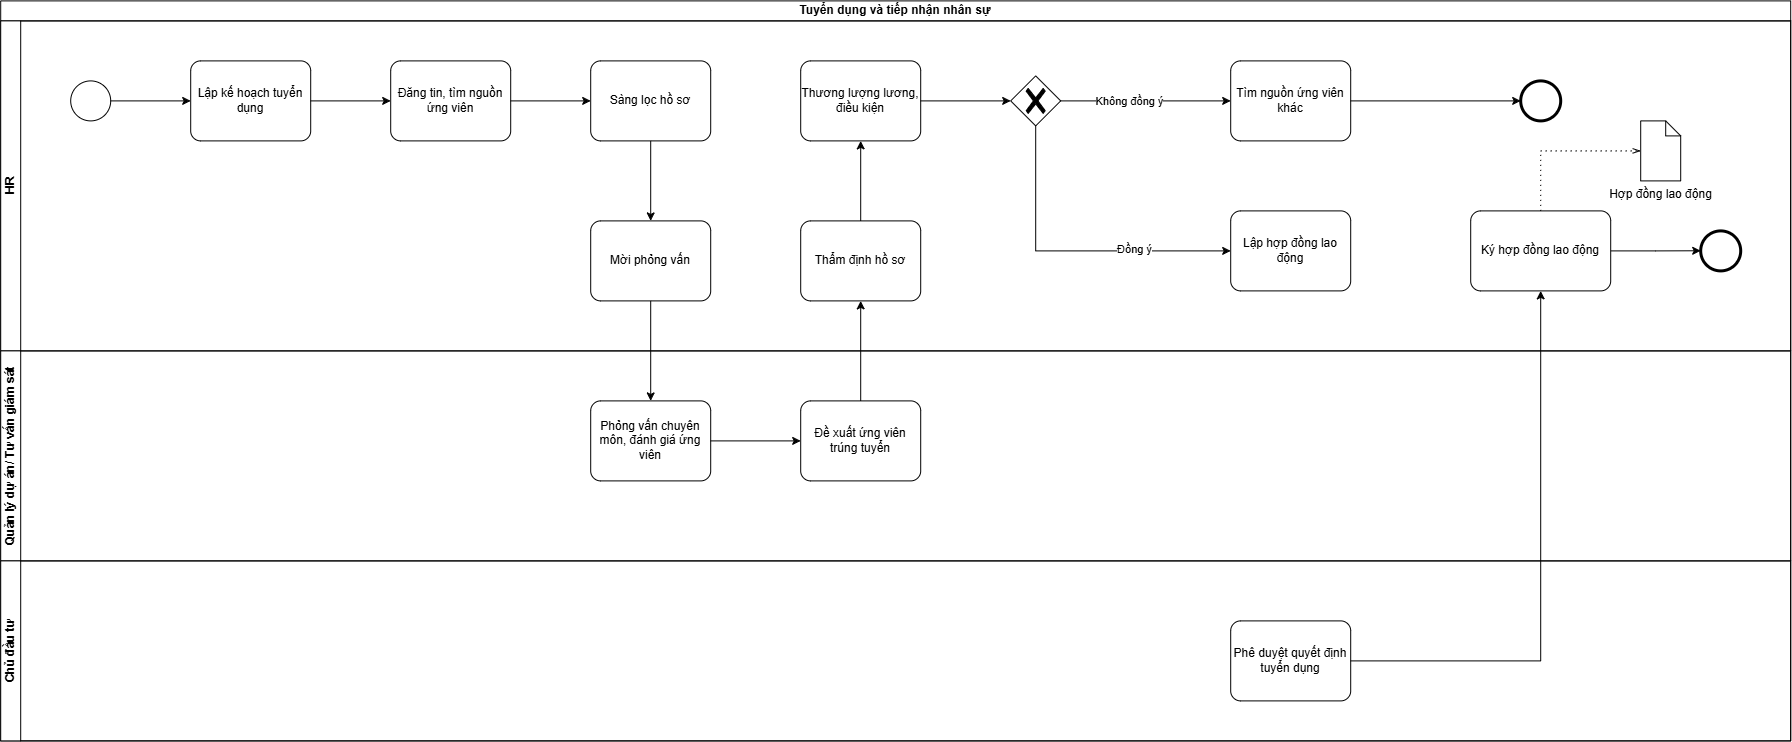 Tuyển dụng và tiếp nhận nhân sự
HR
Lập kế hoạch tuyển
dụng
Đăng tin, tìm nguồn
ứng viên
Sàng lọc hồ sơ
Thương lượng lương,
điều kiện
Không đồng ý
Tìm nguồn ứng viên
khác
Hợp đồng lao động
Mời phỏng vấn
Thẩm định hồ sơ
Đồng ý
Lập hợp đồng lao
động
Ký hợp đồng lao động
Quản lý dự án/ Tư vấn giám sát
Phỏng vấn chuyên
môn, đánh giá ứng
viên
Đề xuất ứng viên
trúng tuyển
Chủ đầu tư
Phê duyệt quyết định
tuyển dụng